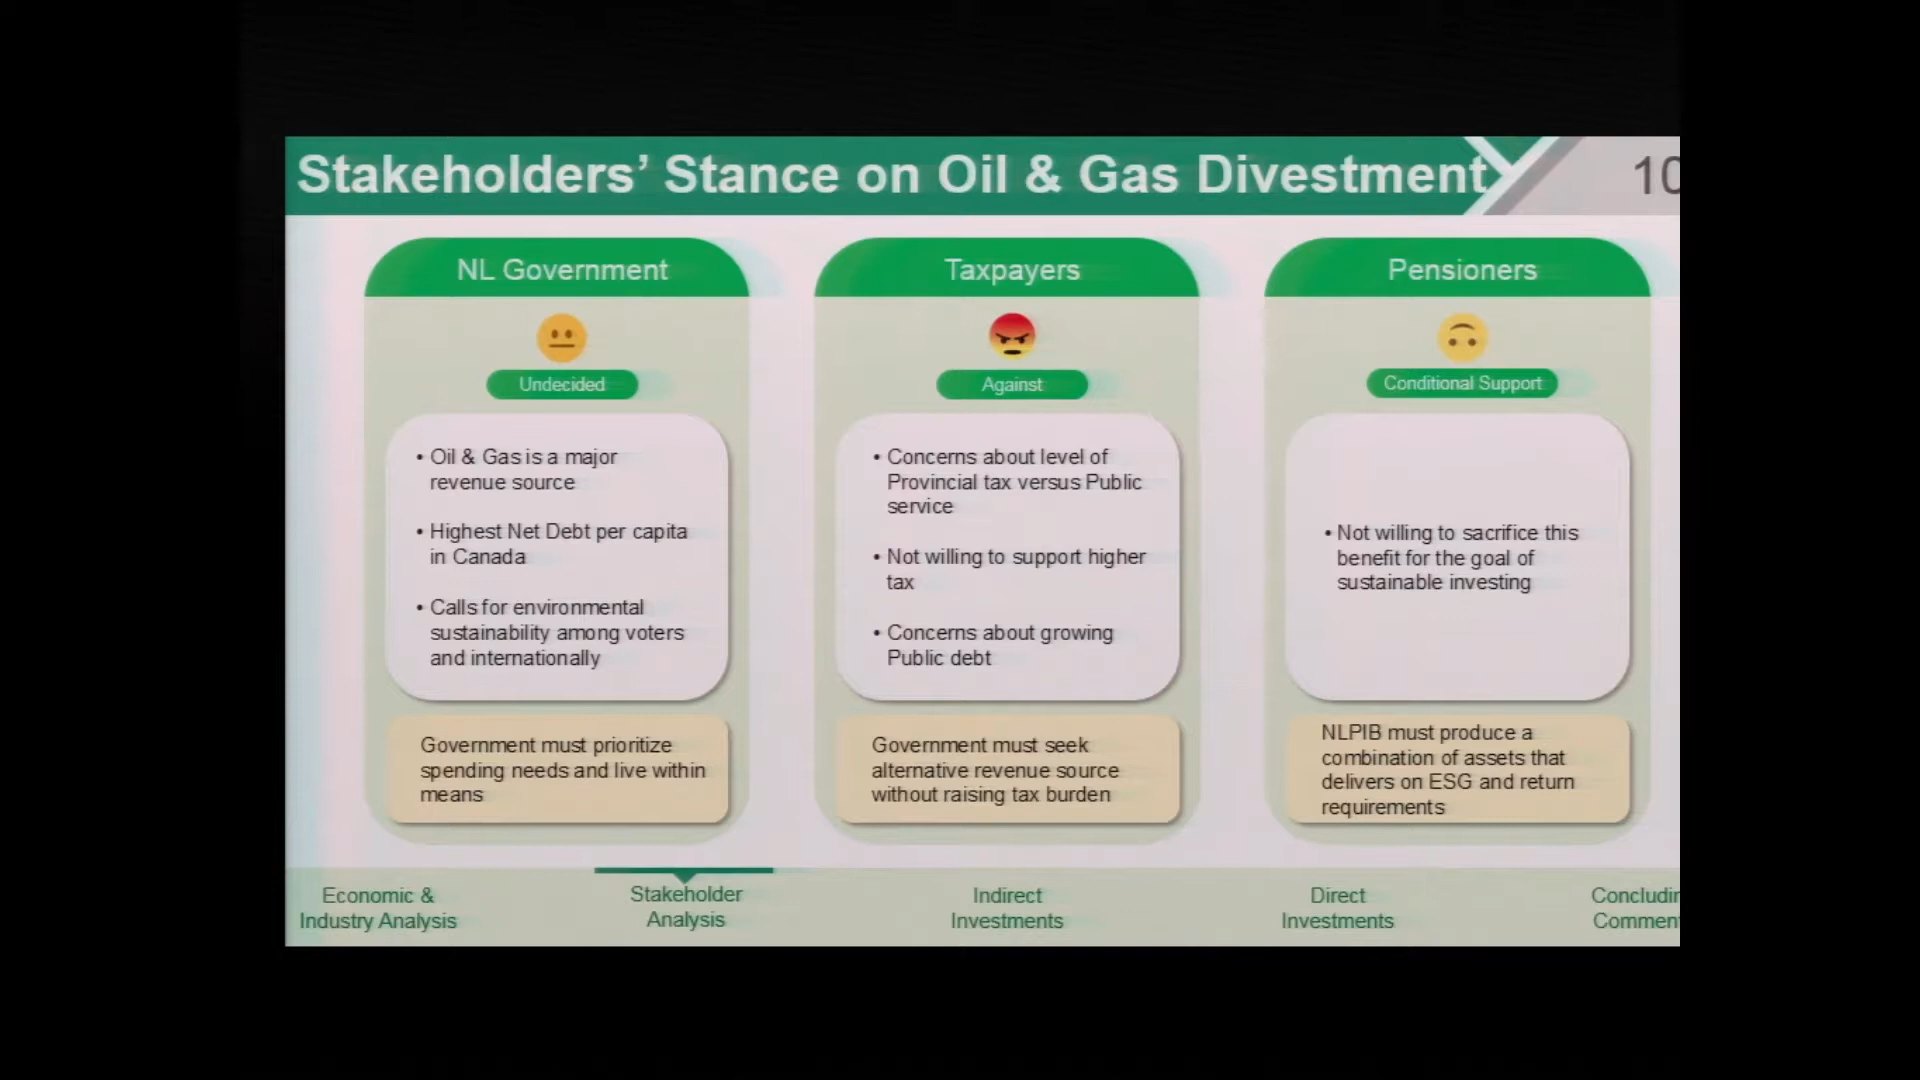 Stakeholders' Stance on Oil & Gas Divestment
10
NL Government
Undecided
• Oil & Gas is a major
revenue source
• Highest Net Debt per capita
in Canada
• Calls for environmental
sustainability among voters
and internationally
Government must prioritize
spending needs and live within
means
Taxpayers
Against
• Concerns about level of
Provincial tax versus Public
service
• Not willing to support higher
tax
• Concerns about growing
Public debt
Government must seek
alternative revenue source
without raising tax burden
Pensioners
Conditional Support
• Not willing to sacrifice this
benefit for the goal of
sustainable investing
NLPIB must produce a
combination of assets that
delivers on ESG and return
requirements
Economic &
Industry Analysis
Stakeholder
Analysis
Indirect
Investments
Direct
Investments